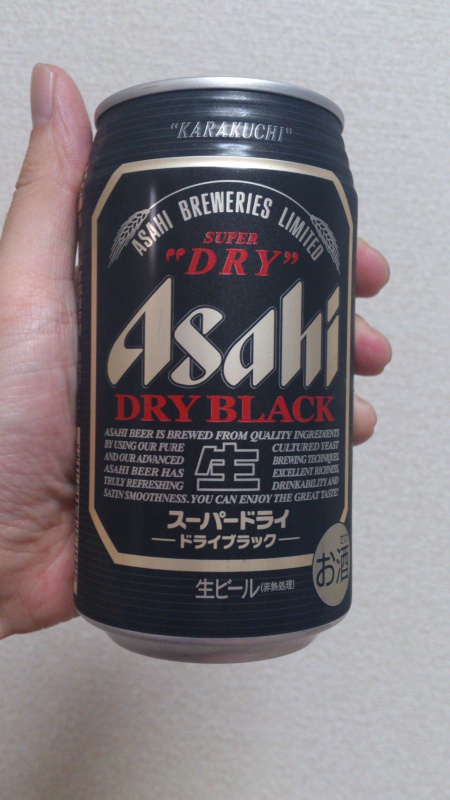 "KARAKUCHI"
ASAHI BREWERIES LIMITED
SUPER
"DRY"
Asahi
DRY BLACK
ASAHI BEER IS BREWED FROM QUALITY INGREDIENTS
BY USING OUR PURE CULTURED YEAST
AND OUR ADVANCED BREWING TECHNIQUES.
生
ASAHI BEER HAS EXCELLENT RICHNESS,
TRULY REFRESHING DRINKABILITY AND
SATIN SMOOTHNESS. YOU CAN ENJOY THE GREAT TASTE!
スーパードライ
ードライブラックー
生ビール(非熱処理)
お酒